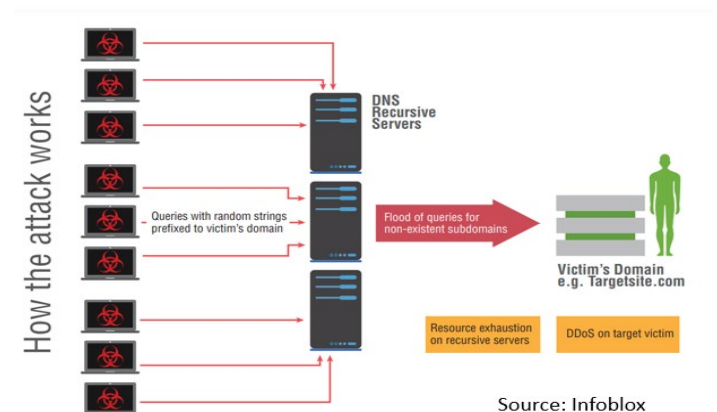 How the attack works
DNS
Recursive
Servers
Queries with random strings
prefixed to victim's domain
Flood of queries for
non-existent subdomains
Victim's Domain
e.g. Targetsite.com
Resource exhaustion
on recursive servers
DDoS on target victim
Source: Infoblox